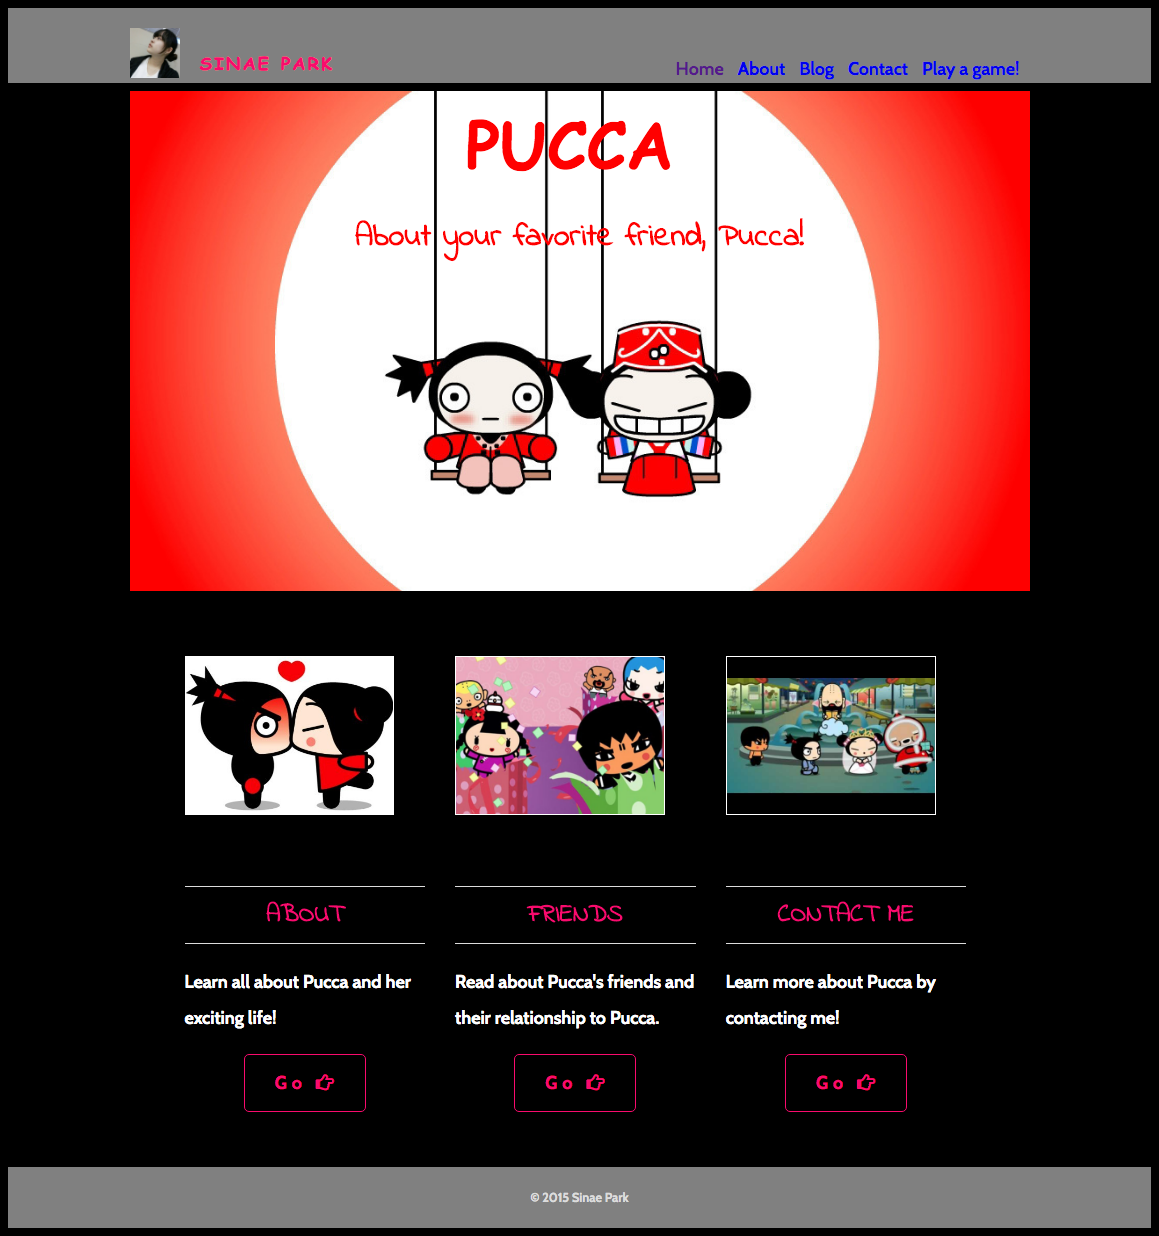 SINAE PARK
Home About Blog Contact Play a game!
PUCCA
About your favorite friend, Pucca!
ABOUT
Learn all about Pucca and her
exciting life!
Go
FRIENDS
Read about Pucca's friends and
their relationship to Pucca.
Go
CONTACT ME
Learn more about Pucca by
contacting me!
Go
© 2015 Sinae Park